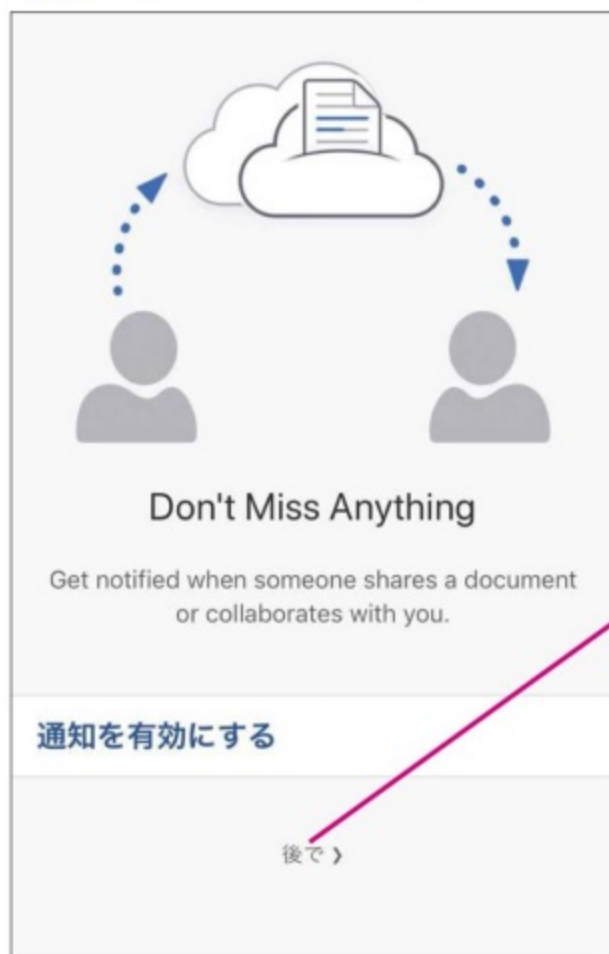 Don't Miss Anything
Get notified when someone shares a document
or collaborates with you.
通知を有効にする
後で ❯